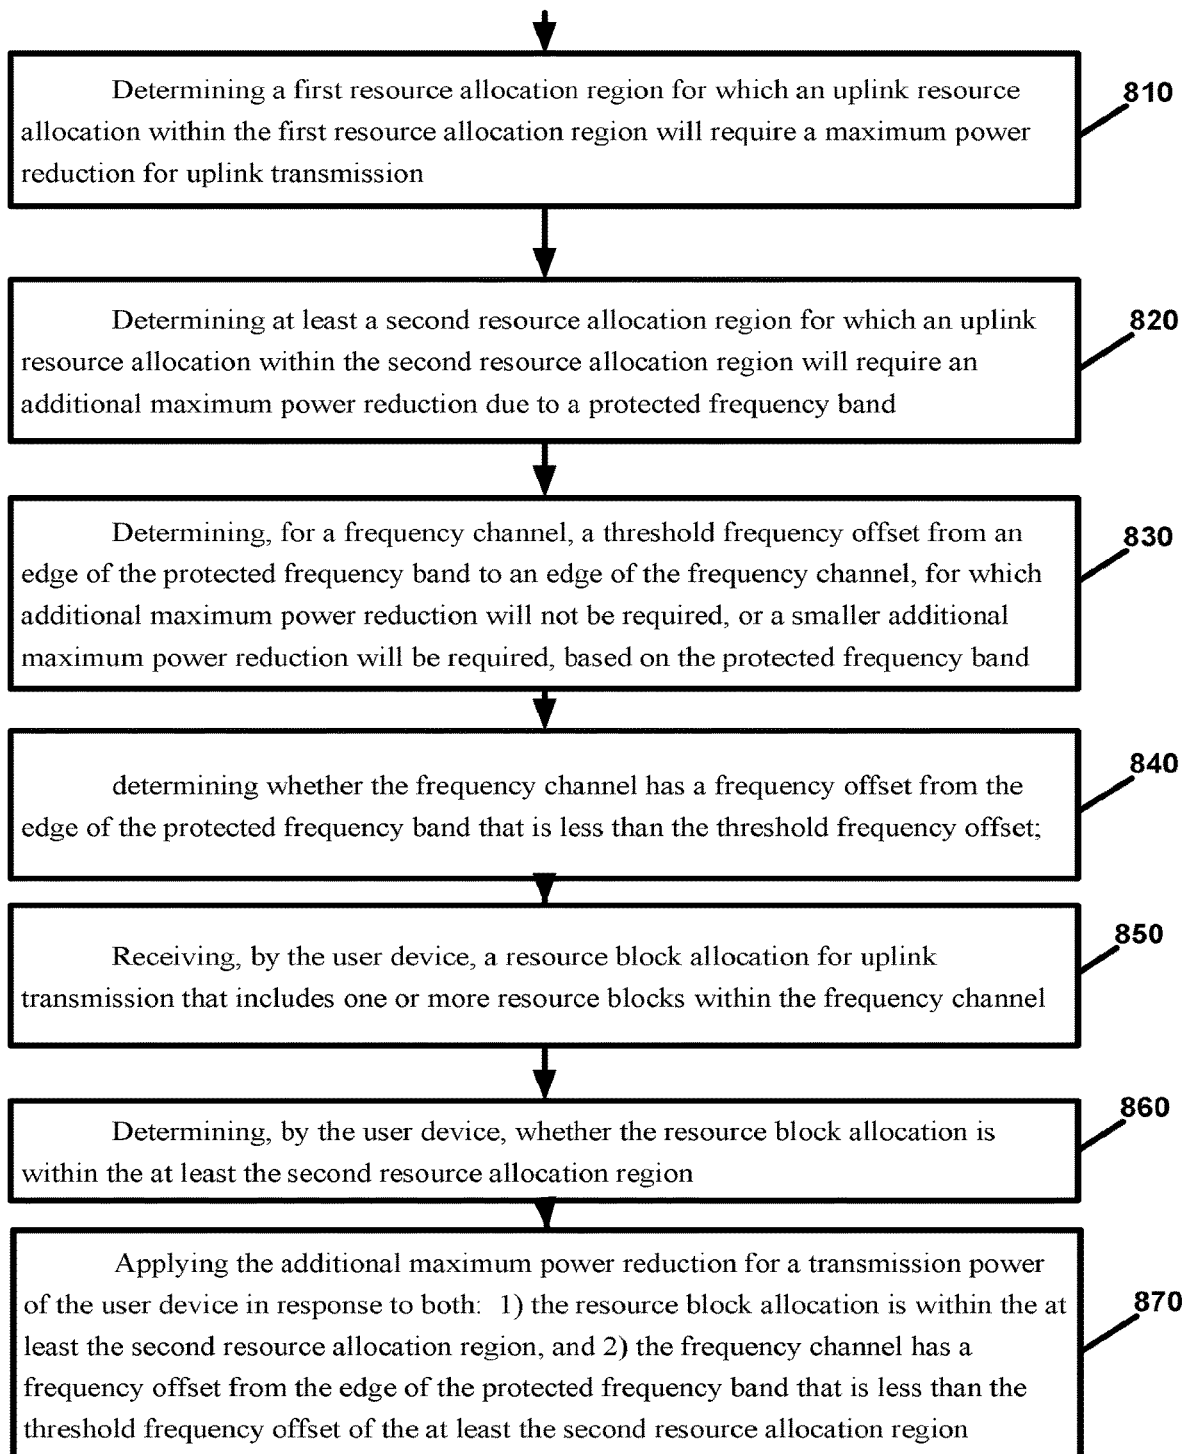 Determining a first resource allocation region for which an uplink resource
allocation within the first resource allocation region will require a maximum power
reduction for uplink transmission
810
Determining at least a second resource allocation region for which an uplink
resource allocation within the second resource allocation region will require an
additional maximum power reduction due to a protected frequency band
820
Determining, for a frequency channel, a threshold frequency offset from an
edge of the protected frequency band to an edge of the frequency channel, for which
additional maximum power reduction will not be required, or a smaller additional
maximum power reduction will be required, based on the protected frequency band
830
determining whether the frequency channel has a frequency offset from the
edge of the protected frequency band that is less than the threshold frequency offset;
840
Receiving, by the user device, a resource block allocation for uplink
transmission that includes one or more resource blocks within the frequency channel
850
Determining, by the user device, whether the resource block allocation is
within the at least the second resource allocation region
860
Applying the additional maximum power reduction for a transmission power
of the user device in response to both: 1) the resource block allocation is within the at
least the second resource allocation region, and 2) the frequency channel has a
frequency offset from the edge of the protected frequency band that is less than the
threshold frequency offset of the at least the second resource allocation region
870